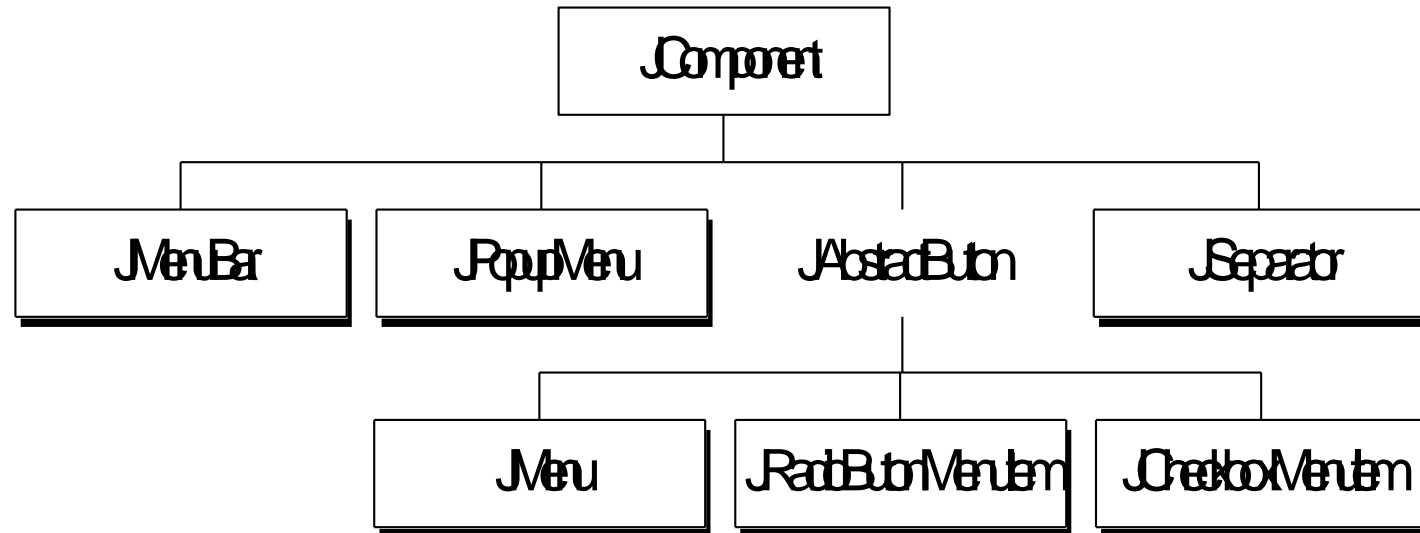 JComponent
JMenuBar
JPopupMenu
JAbstractButton
JSeparator
JMenu
JRadioButtonMenuItem
JCheckboxMenuItem